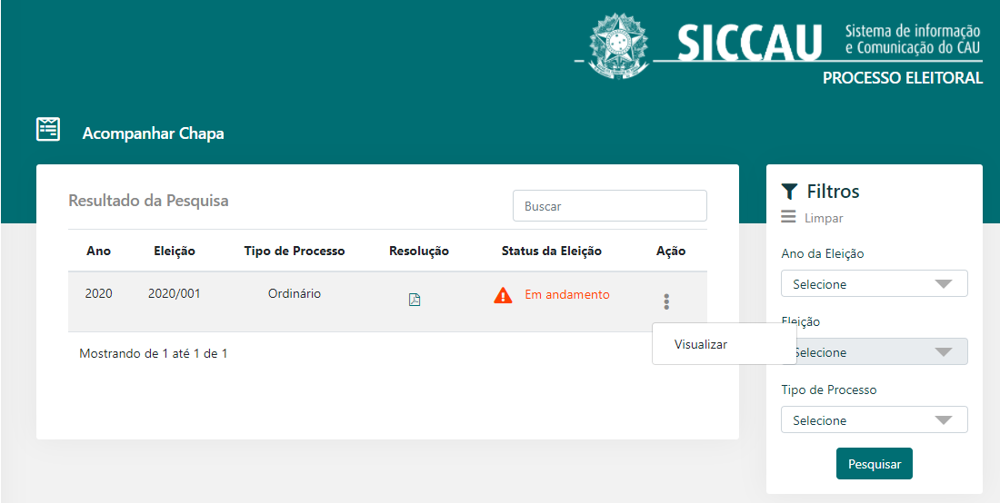 SICCAU
Sistema de informação
e Comunicação do CAU
PROCESSO ELEITORAL
Acompanhar Chapa
Resultado da Pesquisa
Buscar
Ano Eleição Tipo de Processo Resolução Status da Eleição Ação
2020 2020/001 Ordinário Em andamento
Visualizar
Mostrando de 1 até 1 de 1
Filtros
Limpar
Ano da Eleição
Selecione
Eleição
Selecione
Tipo de Processo
Selecione
Pesquisar